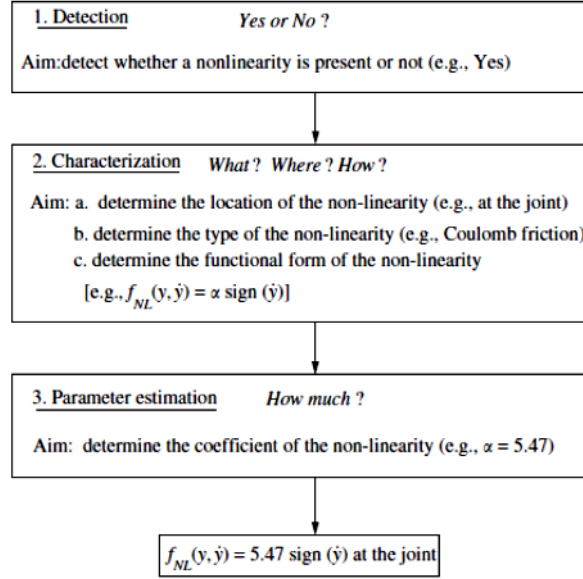 1. Detection Yes or No ?
Aim:detect whether a nonlinearity is present or not (e.g., Yes)
2. Characterization What ? Where ? How ?
Aim: a. determine the location of the non-linearity (e.g., at the joint)
b. determine the type of the non-linearity (e.g., Coulomb friction)
c. determine the functional form of the non-linearity
[e.g., f_NL(y, ẏ) = α sign (ẏ)]
3. Parameter estimation How much ?
Aim: determine the coefficient of the non-linearity (e.g., α = 5.47)
f_NL(y, ẏ) = 5.47 sign (ẏ) at the joint